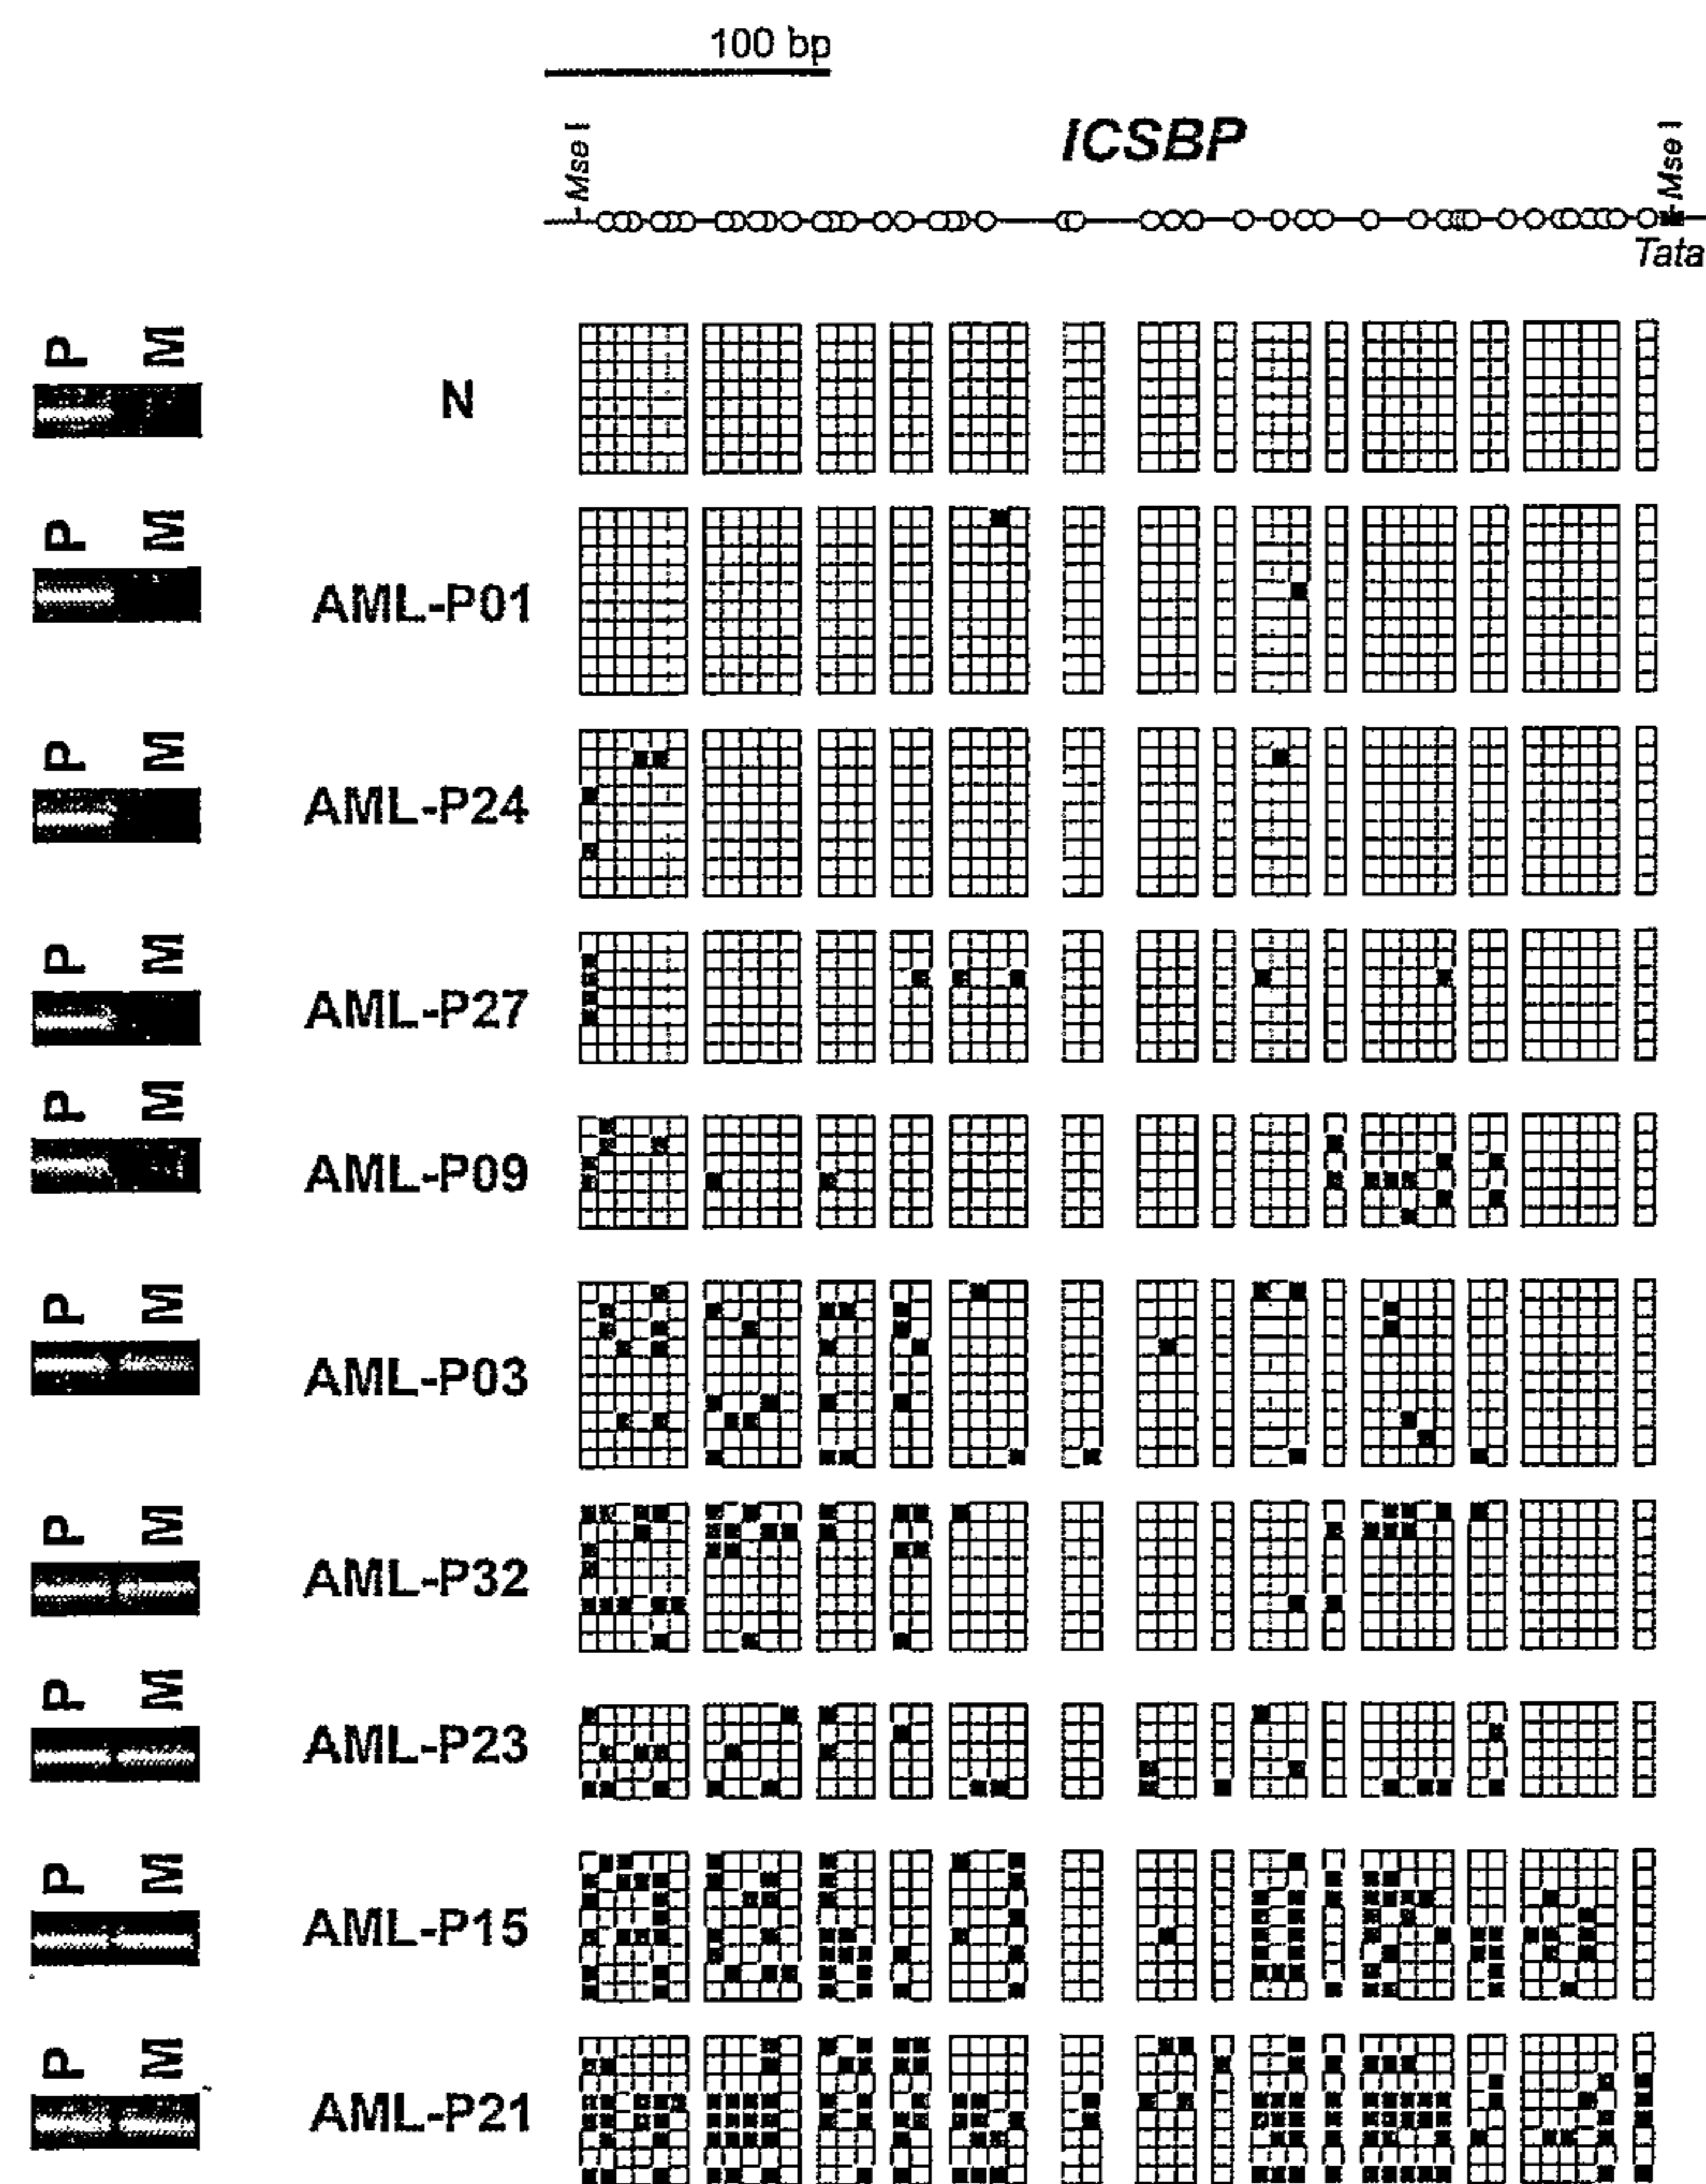 100 bp
Mse I
ICSBP
Mse I
Tata
P M
N
P M
AML-P01
P M
AML-P24
P M
AML-P27
P M
AML-P09
P M
AML-P03
P M
AML-P32
P M
AML-P23
P M
AML-P15
P M
AML-P21